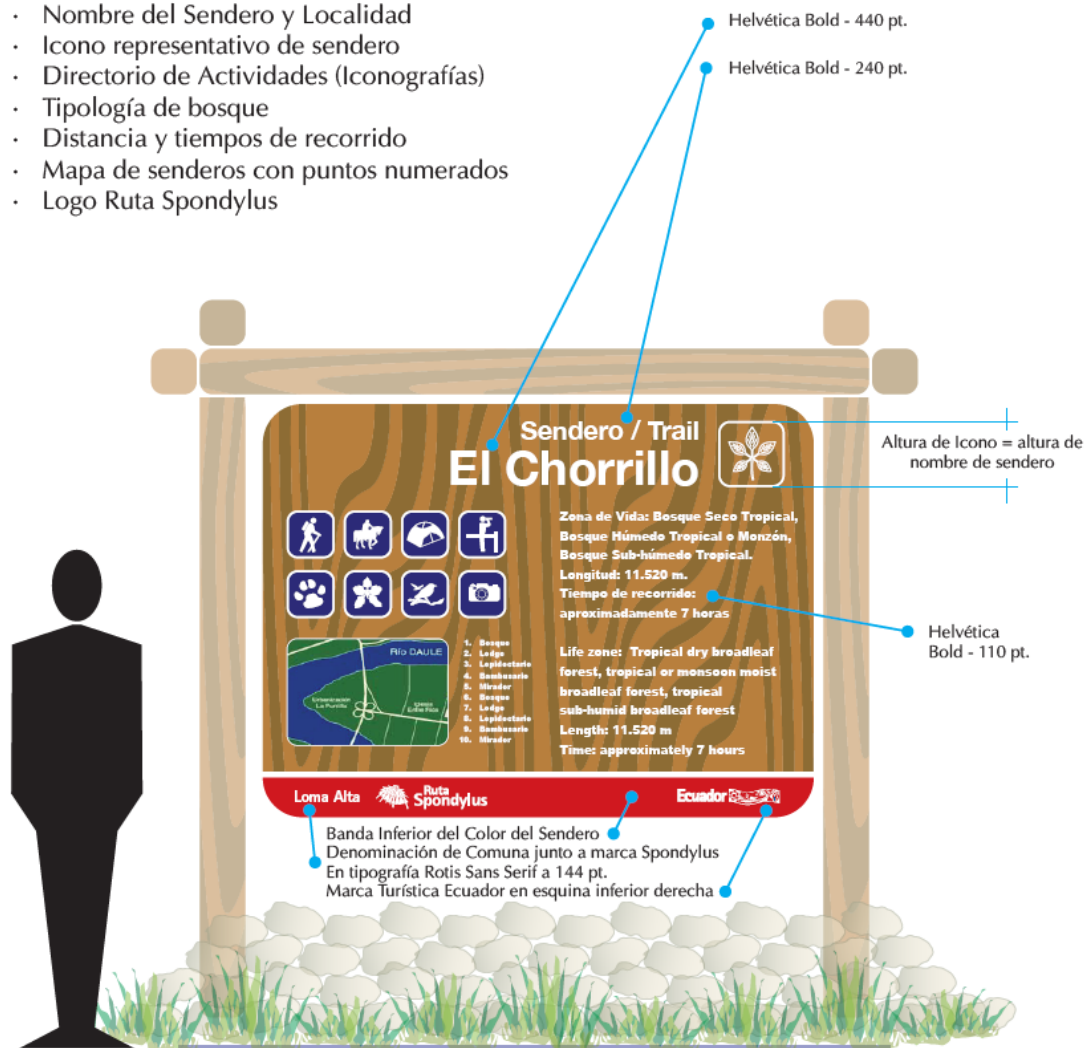 · Nombre del Sendero y Localidad
· Icono representativo de sendero
· Directorio de Actividades (Iconografías)
· Tipología de bosque
· Distancia y tiempos de recorrido
· Mapa de senderos con puntos numerados
· Logo Ruta Spondylus
Helvética Bold - 440 pt.
Helvética Bold - 240 pt.
Sendero / Trail
El Chorrillo
Altura de Icono = altura de
nombre de sendero
Zona de Vida: Bosque Seco Tropical,
Bosque Húmedo Tropical o Monzón,
Bosque Sub-húmedo Tropical.
Longitud: 11.520 m.
Tiempo de recorrido:
aproximadamente 7 horas
Helvética
Bold - 110 pt.
Life zone: Tropical dry broadleaf
forest, tropical or monsoon moist
broadleaf forest, tropical
sub-humid broadleaf forest
Length: 11.520 m
Time: approximately 7 hours
Río DAULE
Urbanización
La Puntilla
Entre Ríos
1. Bosque
2. Lodge
3. Lepidoctario
4. Bambusario
5. Mirador
6. Bosque
7. Lodge
8. Lepidoctario
9. Bambusario
10. Mirador
Loma Alta
Ruta
Spondylus
Ecuador
Banda Inferior del Color del Sendero
Denominación de Comuna junto a marca Spondylus
En tipografía Rotis Sans Serif a 144 pt.
Marca Turística Ecuador en esquina inferior derecha